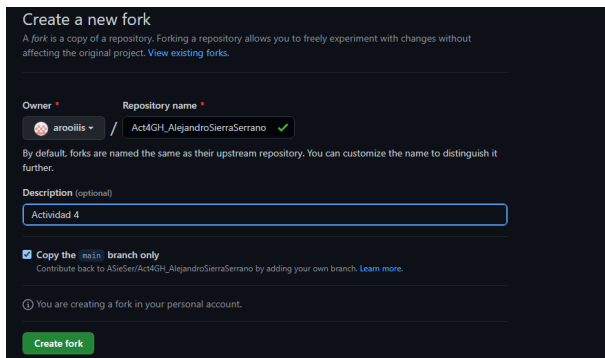 Create a new fork
A fork is a copy of a repository. Forking a repository allows you to freely experiment with changes without
affecting the original project. View existing forks.
Owner * Repository name *
arooiiis / Act4GH_AlejandroSierraSerrano
By default, forks are named the same as their upstream repository. You can customize the name to distinguish it
further.
Description (optional)
Actividad 4
Copy the main branch only
Contribute back to ASieSer/Act4GH_AlejandroSierraSerrano by adding your own branch. Learn more.
You are creating a fork in your personal account.
Create fork